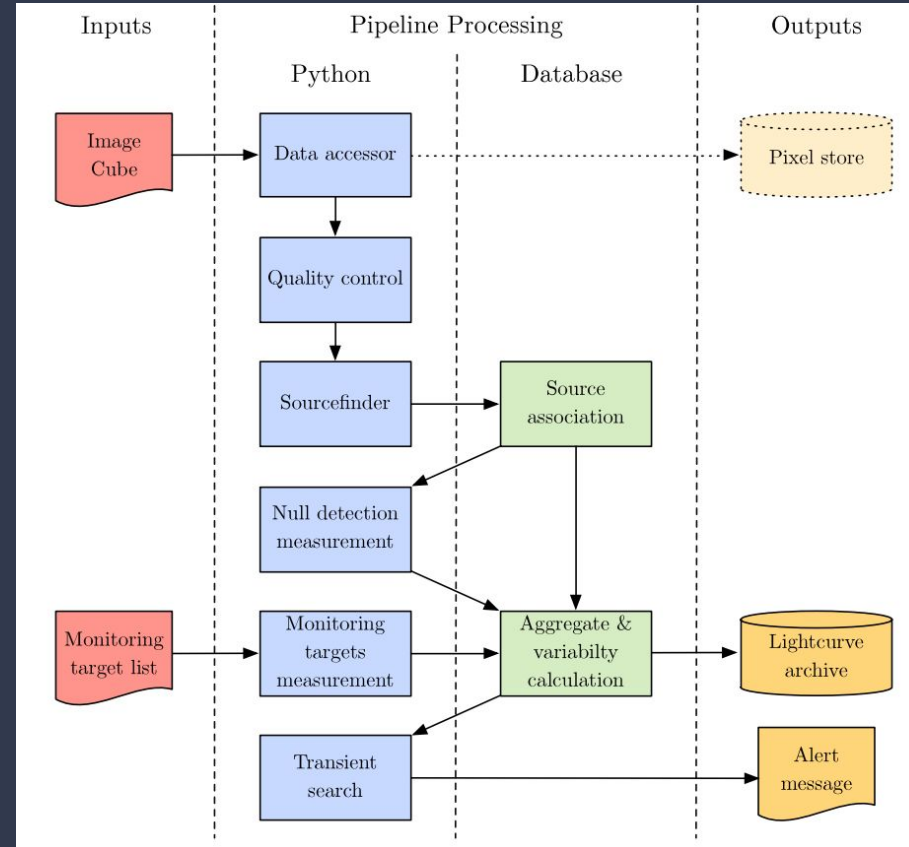 Inputs
Pipeline Processing
Outputs
Python
Database
Image
Cube
Data accessor
Pixel store
Quality control
Sourcefinder
Source
association
Null detection
measurement
Monitoring
target list
Monitoring
targets
measurement
Aggregate &
variabilty
calculation
Lightcurve
archive
Transient
search
Alert
message